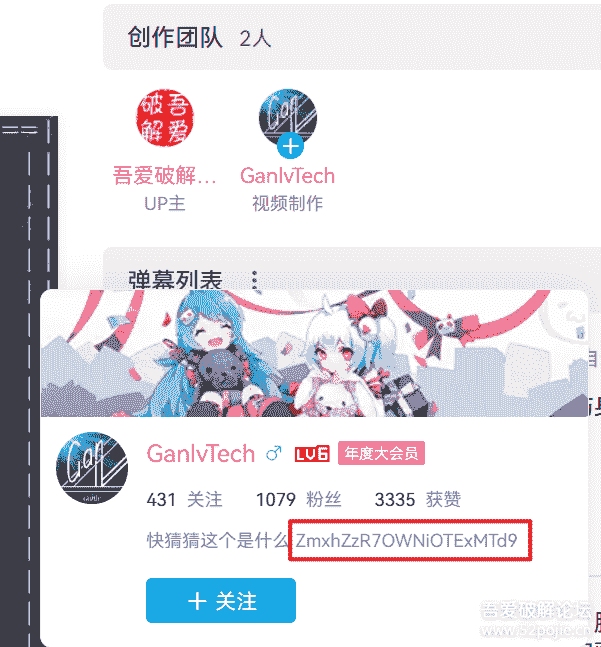 创作团队 2人
破吾
解爱
吾爱破解... GanlvTech
UP主 视频制作
弹幕列表
GanlvTech ♂ LV6 年度大会员
431 关注 1079 粉丝 3335 获赞
快猜猜这个是什么 ZmxhZzR7OWNiOTExMTd9
+ 关注
吾爱破解论坛
www.52pojie.cn